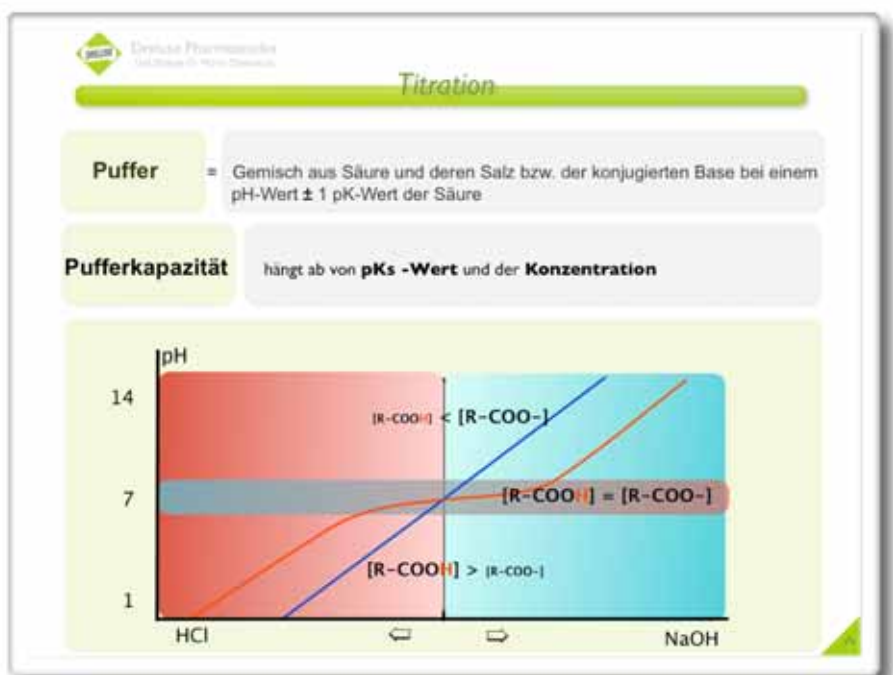 Titration
Puffer = Gemisch aus Säure und deren Salz bzw. der konjugierten Base bei einem
pH-Wert ± 1 pK-Wert der Säure
Pufferkapazität hängt ab von pKs -Wert und der Konzentration
pH
14
[R-COOH] < [R-COO-]
7
[R-COOH] = [R-COO-]
[R-COOH] > [R-COO-]
1
HCl ⇦ ⇨ NaOH